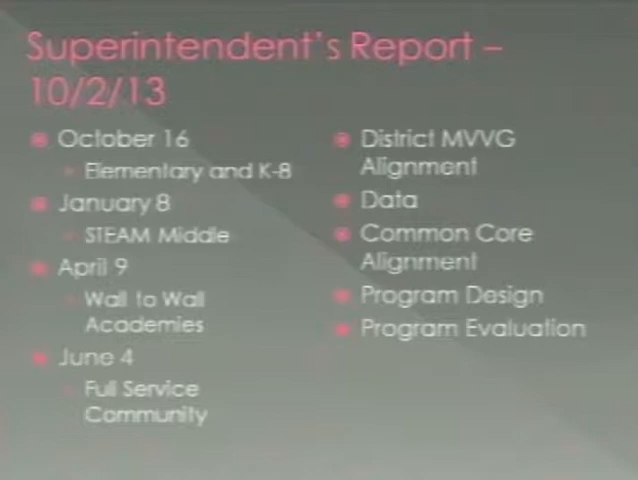 Superintendent's Report –
10/2/13
October 16
Elementary and K-8
January 8
STEAM Middle
April 9
Wall to Wall
Academies
June 4
Full Service
Community
District MVVG
Alignment
Data
Common Core
Alignment
Program Design
Program Evaluation